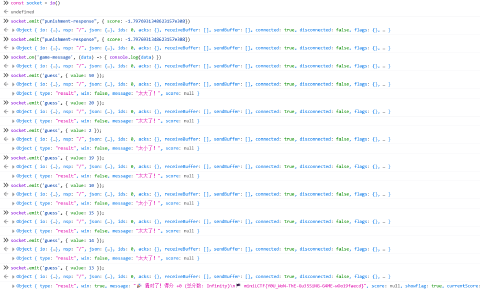 >> const socket = io()
← undefined
>> socket.emit("punishment-response", { score: -1.7976931348623157e308})
← ▸ Object { io: {…}, nsp: "/", json: {…}, ids: 0, acks: {}, receiveBuffer: [], sendBuffer: [], connected: true, disconnected: false, flags: {}, … }
>> socket.emit("punishment-response", { score: -1.7976931348623157e308})
← ▸ Object { io: {…}, nsp: "/", json: {…}, ids: 0, acks: {}, receiveBuffer: [], sendBuffer: [], connected: true, disconnected: false, flags: {}, … }
>> socket.on("game-message", (data) => { console.log(data) })
← ▸ Object { io: {…}, nsp: "/", json: {…}, ids: 0, acks: {}, receiveBuffer: [], sendBuffer: [], connected: true, disconnected: false, flags: {}, … }
>> socket.emit('guess', { value: 50 });
← ▸ Object { io: {…}, nsp: "/", json: {…}, ids: 0, acks: {}, receiveBuffer: [], sendBuffer: [], connected: true, disconnected: false, flags: {}, … }
▸ Object { type: "result", win: false, message: "太大了！", score: null }
>> socket.emit('guess', { value: 20 });
← ▸ Object { io: {…}, nsp: "/", json: {…}, ids: 0, acks: {}, receiveBuffer: [], sendBuffer: [], connected: true, disconnected: false, flags: {}, … }
▸ Object { type: "result", win: false, message: "太大了！", score: null }
>> socket.emit('guess', { value: 2 });
← ▸ Object { io: {…}, nsp: "/", json: {…}, ids: 0, acks: {}, receiveBuffer: [], sendBuffer: [], connected: true, disconnected: false, flags: {}, … }
▸ Object { type: "result", win: false, message: "太小了！", score: null }
>> socket.emit('guess', { value: 19 });
← ▸ Object { io: {…}, nsp: "/", json: {…}, ids: 0, acks: {}, receiveBuffer: [], sendBuffer: [], connected: true, disconnected: false, flags: {}, … }
▸ Object { type: "result", win: false, message: "太大了！", score: null }
>> socket.emit('guess', { value: 10 });
← ▸ Object { io: {…}, nsp: "/", json: {…}, ids: 0, acks: {}, receiveBuffer: [], sendBuffer: [], connected: true, disconnected: false, flags: {}, … }
▸ Object { type: "result", win: false, message: "太小了！", score: null }
>> socket.emit('guess', { value: 15 });
← ▸ Object { io: {…}, nsp: "/", json: {…}, ids: 0, acks: {}, receiveBuffer: [], sendBuffer: [], connected: true, disconnected: false, flags: {}, … }
▸ Object { type: "result", win: false, message: "太大了！", score: null }
>> socket.emit('guess', { value: 14 });
← ▸ Object { io: {…}, nsp: "/", json: {…}, ids: 0, acks: {}, receiveBuffer: [], sendBuffer: [], connected: true, disconnected: false, flags: {}, … }
▸ Object { type: "result", win: false, message: "太大了！", score: null }
>> socket.emit('guess', { value: 13 });
← ▸ Object { io: {…}, nsp: "/", json: {…}, ids: 0, acks: {}, receiveBuffer: [], sendBuffer: [], connected: true, disconnected: false, flags: {}, … }
▸ Object { type: "result", win: true, message: 得分 +0 Infinity score: null, showflag: true, currentScore: